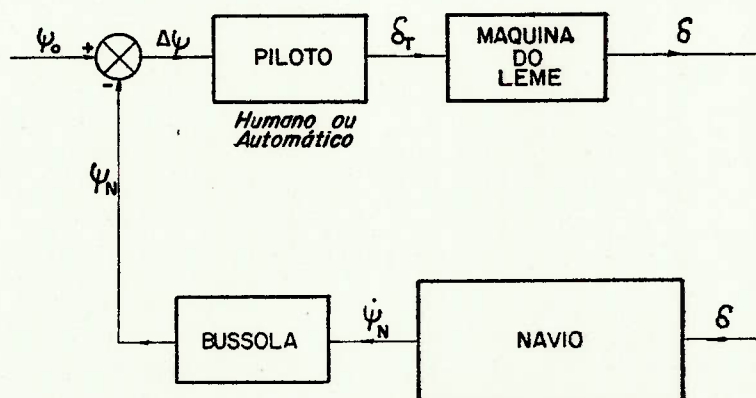 ψ₀
+
Δψ
PILOTO
δ_T
MAQUINA
DO
LEME
δ
-
Humano ou
Automático
ψ_N
BUSSOLA
ψ̇_N
NAVIO
δ